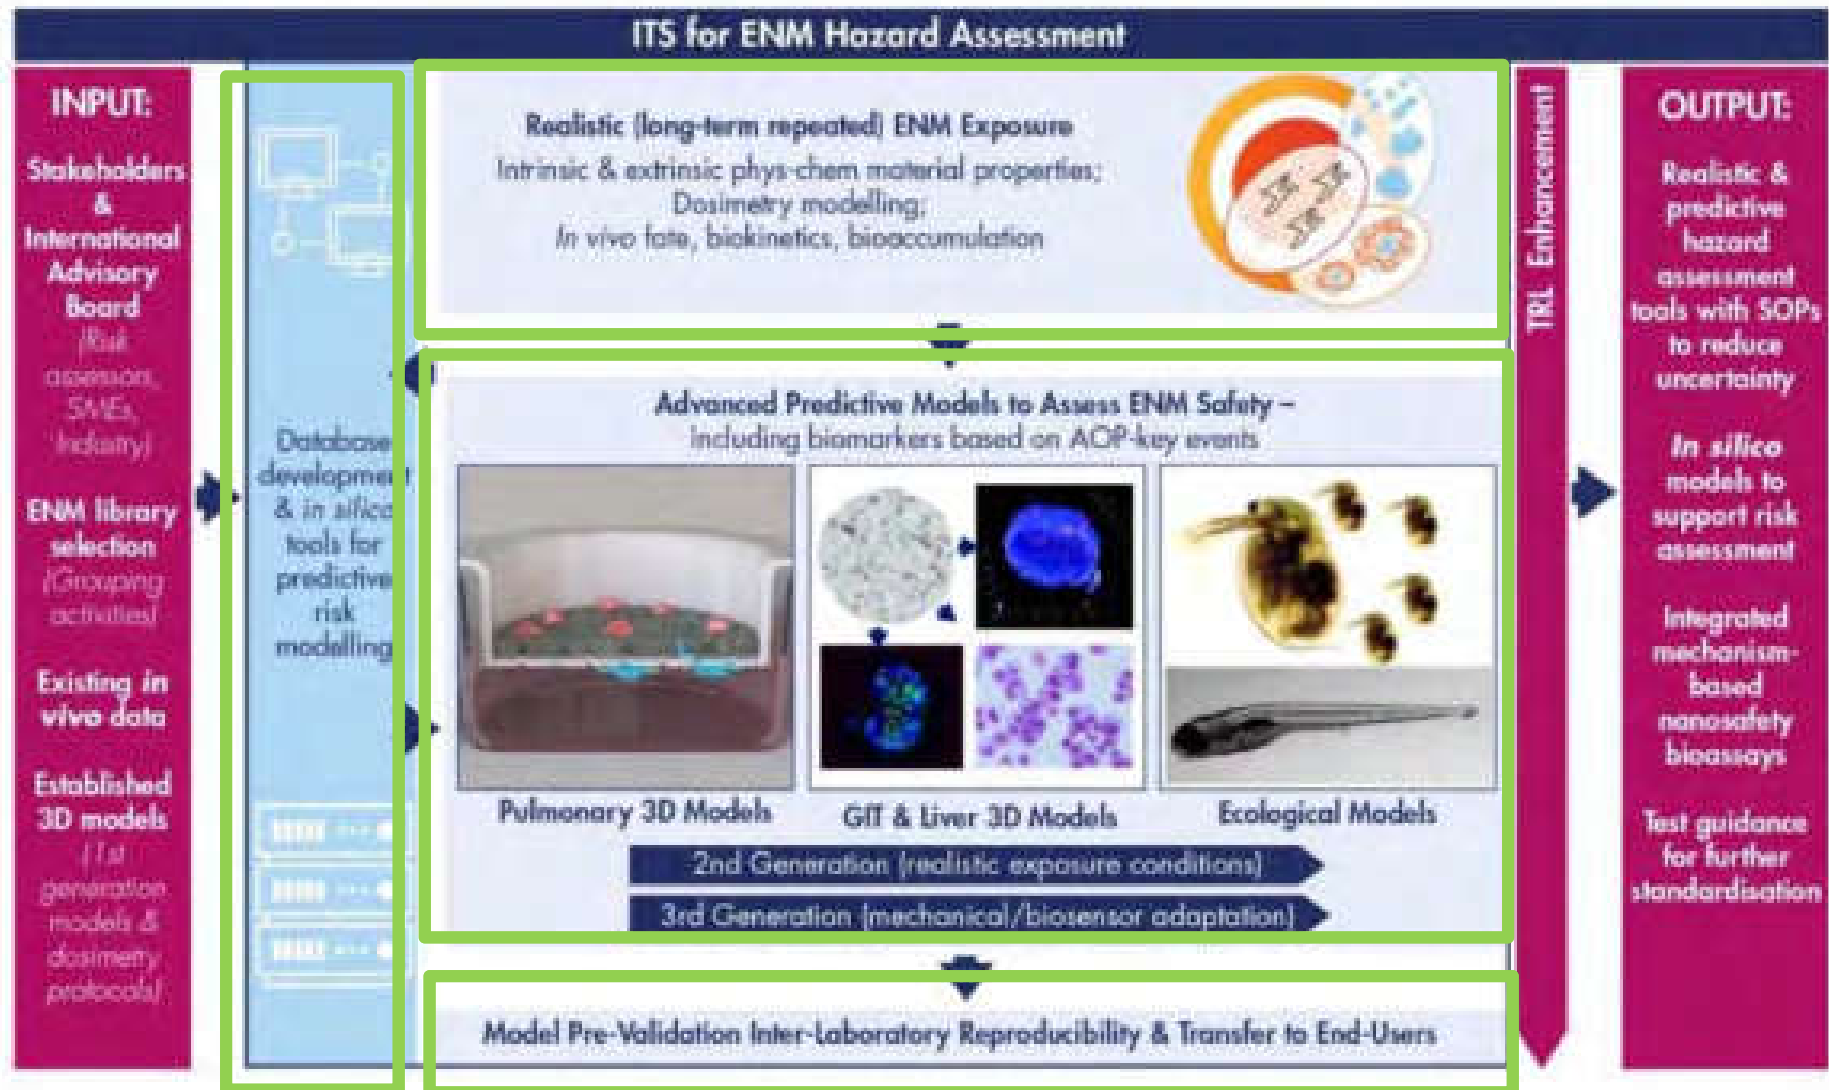 ITS for ENM Hazard Assessment
INPUT:
Stakeholders
&
International
Advisory
Board
(Risk
assessors,
SMEs,
Industry)
ENM library
selection
(Grouping
activities)
Existing in
vivo data
Established
3D models
(1st
generation
models &
dosimetry
protocols)
Database
development
& in silico
tools for
predictive
risk
modelling
Realistic (long-term repeated) ENM Exposure
Intrinsic & extrinsic phys-chem material properties;
Dosimetry modelling;
In vivo fate, biokinetics, bioaccumulation
Advanced Predictive Models to Assess ENM Safety –
including biomarkers based on AOP-key events
Pulmonary 3D Models
GIT & Liver 3D Models
Ecological Models
2nd Generation (realistic exposure conditions)
3rd Generation (mechanical/biosensor adaptation)
Model Pre-Validation Inter-Laboratory Reproducibility & Transfer to End-Users
TRL Enhancement
OUTPUT:
Realistic &
predictive
hazard
assessment
tools with SOPs
to reduce
uncertainty
In silico
models to
support risk
assessment
Integrated
mechanism-
based
nanosafety
bioassays
Test guidance
for further
standardisation